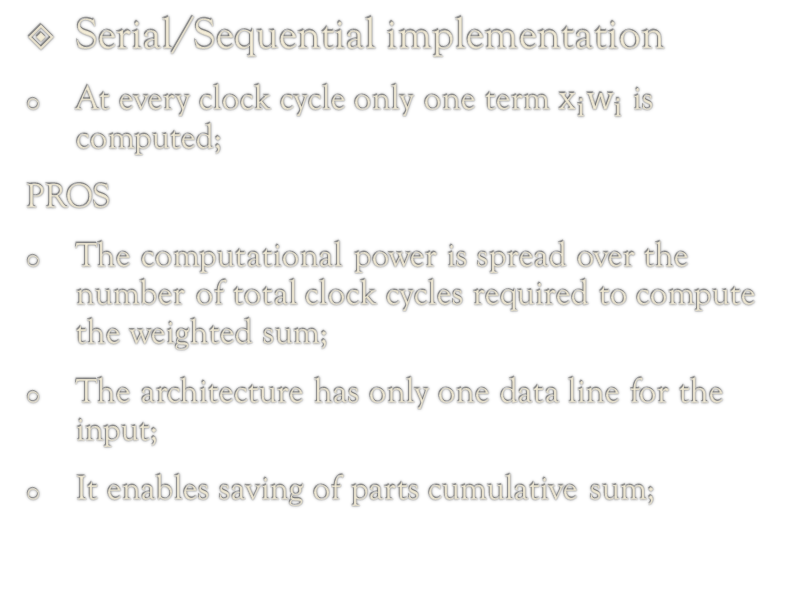 Serial/Sequential implementation
At every clock cycle only one term xᵢwᵢ is
computed;
PROS
The computational power is spread over the
number of total clock cycles required to compute
the weighted sum;
The architecture has only one data line for the
input;
It enables saving of parts cumulative sum;